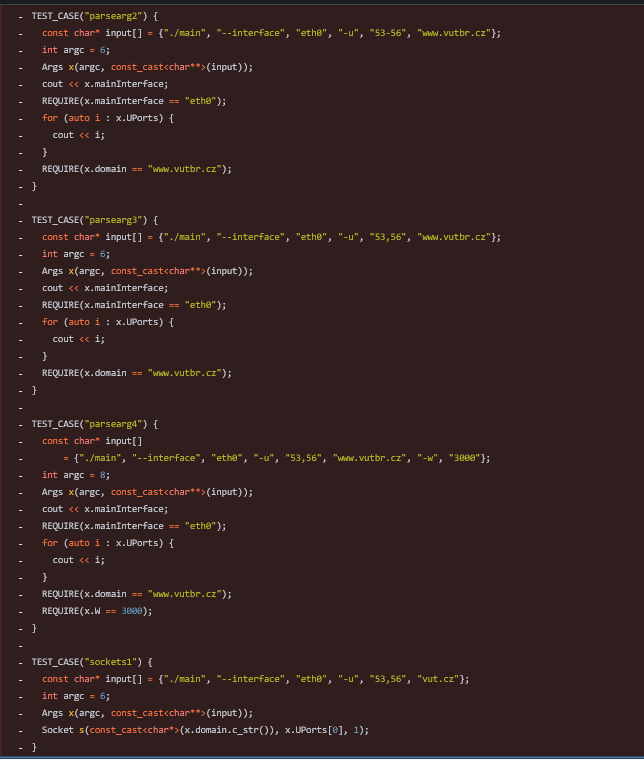 - TEST_CASE("parsearg2") {
-   const char* input[] = {"./main", "--interface", "eth0", "-u", "53-56", "www.vutbr.cz"};
-   int argc = 6;
-   Args x(argc, const_cast<char**>(input));
-   cout << x.mainInterface;
-   REQUIRE(x.mainInterface == "eth0");
-   for (auto i : x.UPorts) {
-     cout << i;
-   }
-   REQUIRE(x.domain == "www.vutbr.cz");
- }
-
- TEST_CASE("parsearg3") {
-   const char* input[] = {"./main", "--interface", "eth0", "-u", "53,56", "www.vutbr.cz"};
-   int argc = 6;
-   Args x(argc, const_cast<char**>(input));
-   cout << x.mainInterface;
-   REQUIRE(x.mainInterface == "eth0");
-   for (auto i : x.UPorts) {
-     cout << i;
-   }
-   REQUIRE(x.domain == "www.vutbr.cz");
- }
-
- TEST_CASE("parsearg4") {
-   const char* input[]
-       = {"./main", "--interface", "eth0", "-u", "53,56", "www.vutbr.cz", "-w", "3000"};
-   int argc = 8;
-   Args x(argc, const_cast<char**>(input));
-   cout << x.mainInterface;
-   REQUIRE(x.mainInterface == "eth0");
-   for (auto i : x.UPorts) {
-     cout << i;
-   }
-   REQUIRE(x.domain == "www.vutbr.cz");
-   REQUIRE(x.W == 3000);
- }
-
- TEST_CASE("sockets1") {
-   const char* input[] = {"./main", "--interface", "eth0", "-u", "53,56", "vut.cz"};
-   int argc = 6;
-   Args x(argc, const_cast<char**>(input));
-   Socket s(const_cast<char*>(x.domain.c_str()), x.UPorts[0], 1);
- }